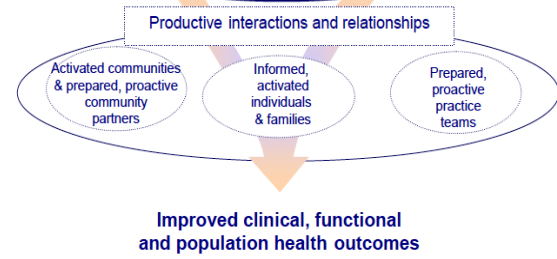 Productive interactions and relationships
Activated communities
& prepared, proactive
community
partners
Informed,
activated
individuals
& families
Prepared,
proactive
practice
teams
Improved clinical, functional
and population health outcomes